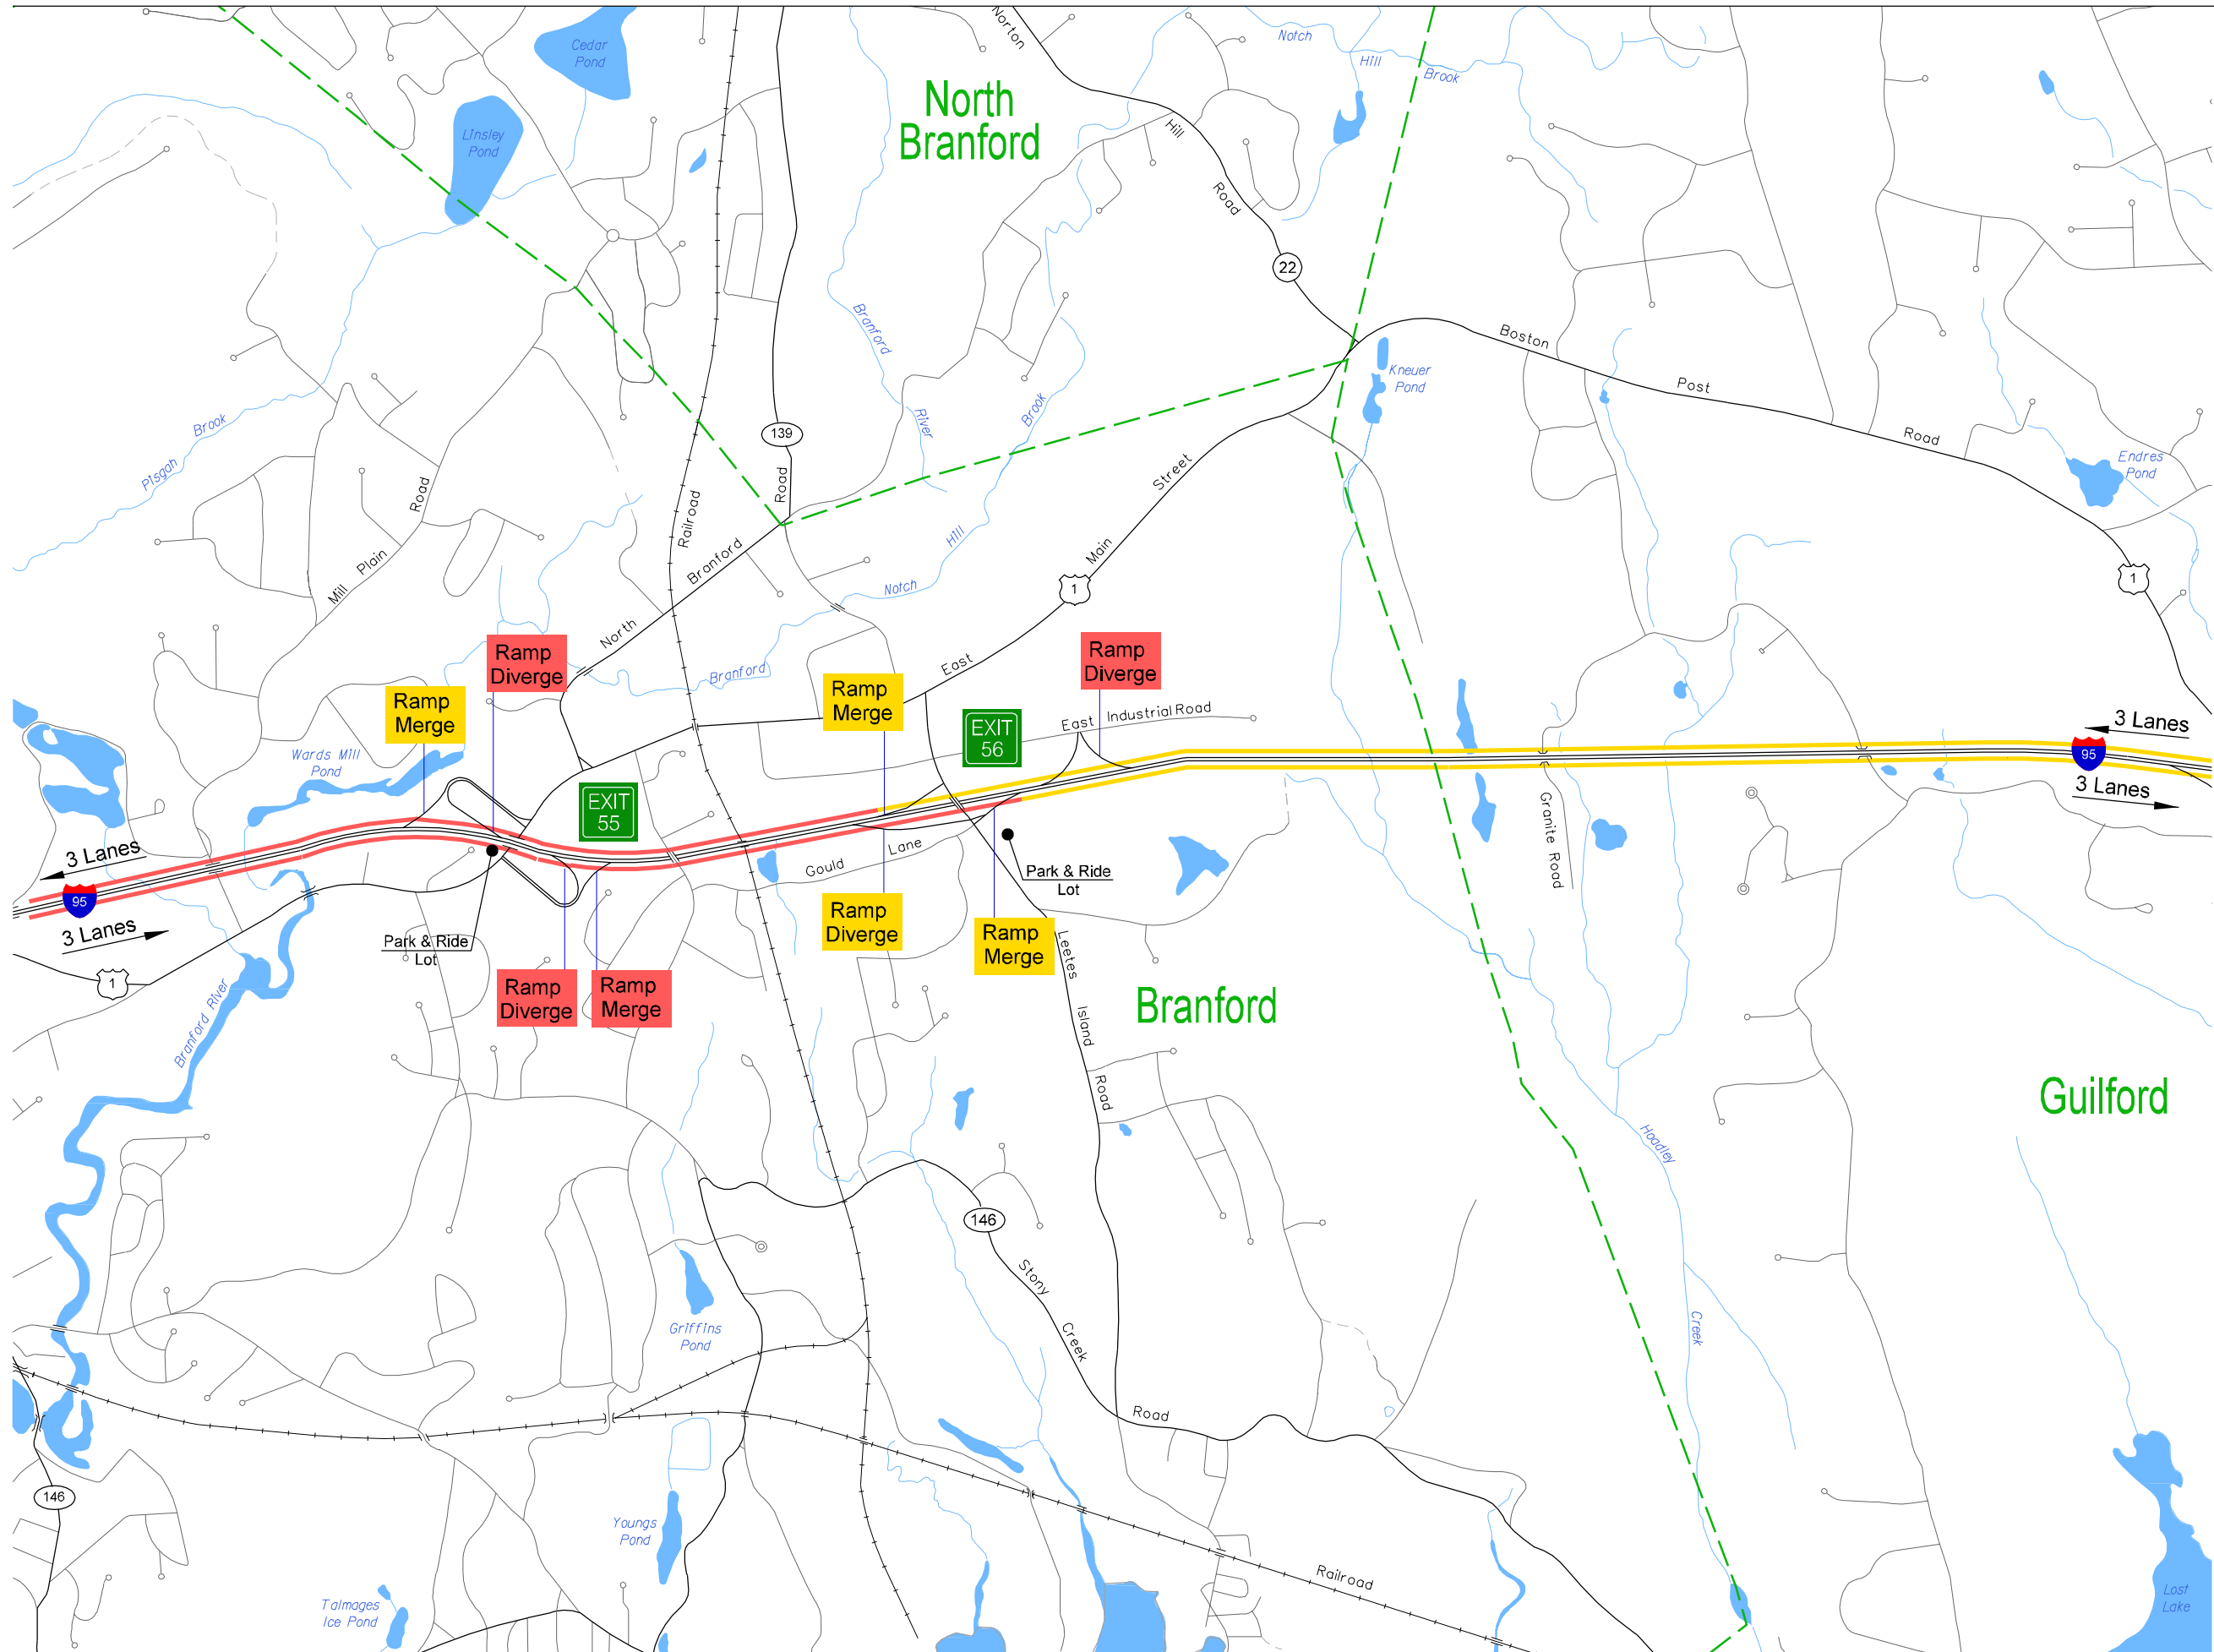 Norton
Notch
Hill
Brook
Cedar
Pond
North
Branford
Linsley
Pond
Hill
Road
22
Branford
River
Brook
Hill
Notch
Boston
Post
Road
Kneuer
Pond
Endres
Pond
Pisgah
Brook
139
Road
Railroad
Road
Plain
Mill
North
Branford
Branford
East
Main
Street
1
1
Ramp
Diverge
Ramp
Merge
Ramp
Merge
Ramp
Diverge
EXIT
56
East Industrial Road
Wards Mill
Pond
EXIT
55
3 Lanes
95
3 Lanes
3 Lanes
95
3 Lanes
Gould Lane
Granite Road
Park & Ride
Lot
Park & Ride
Lot
Ramp
Diverge
Ramp
Merge
Ramp
Diverge
Ramp
Merge
1
Branford River
Leetes
Island
Road
Branford
Guilford
Hoadley
Creek
146
Stony
Creek
Road
Griffins
Pond
146
Youngs
Pond
Talmages
Ice Pond
Railroad
Lost
Lake